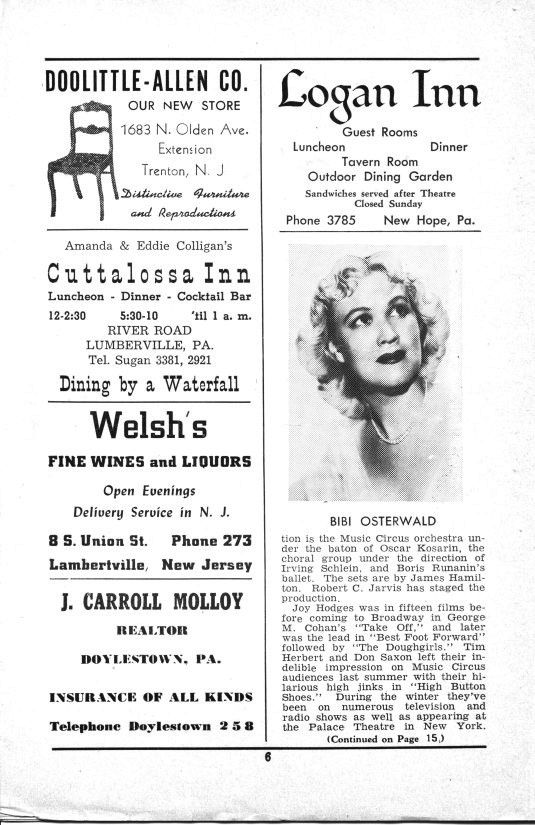 DOOLITTLE-ALLEN CO.
OUR NEW STORE
1683 N. Olden Ave.
Extension
Trenton, N. J
Distinctive Furniture
and Reproductions
Amanda & Eddie Colligan's
Cuttalossa Inn
Luncheon - Dinner - Cocktail Bar
12-2:30 5:30-10 'til 1 a. m.
RIVER ROAD
LUMBERVILLE, PA.
Tel. Sugan 3381, 2921
Dining by a Waterfall
Welsh's
FINE WINES and LIQUORS
Open Evenings
Delivery Service in N. J.
8 S. Union St. Phone 273
Lambertville, New Jersey
J. CARROLL MOLLOY
REALTOR
DOYLESTOWN, PA.
INSURANCE OF ALL KINDS
Telephone Doylestown 258
Logan Inn
Guest Rooms
Luncheon Dinner
Tavern Room
Outdoor Dining Garden
Sandwiches served after Theatre
Closed Sunday
Phone 3785 New Hope, Pa.
BIBI OSTERWALD
tion is the Music Circus orchestra un-
der the baton of Oscar Kosarin, the
choral group under the direction of
Irving Schlein, and Boris Runanin's
ballet. The sets are by James Hamil-
ton. Robert C. Jarvis has staged the
production.
Joy Hodges was in fifteen films be-
fore coming to Broadway in George
M. Cohan's "Take Off," and later
was the lead in "Best Foot Forward"
followed by "The Doughgirls." Tim
Herbert and Don Saxon left their in-
delible impression on Music Circus
audiences last summer with their hi-
larious high jinks in "High Button
Shoes." During the winter they've
been on numerous television and
radio shows as well as appearing at
the Palace Theatre in New York.
(Continued on Page 15,)
6